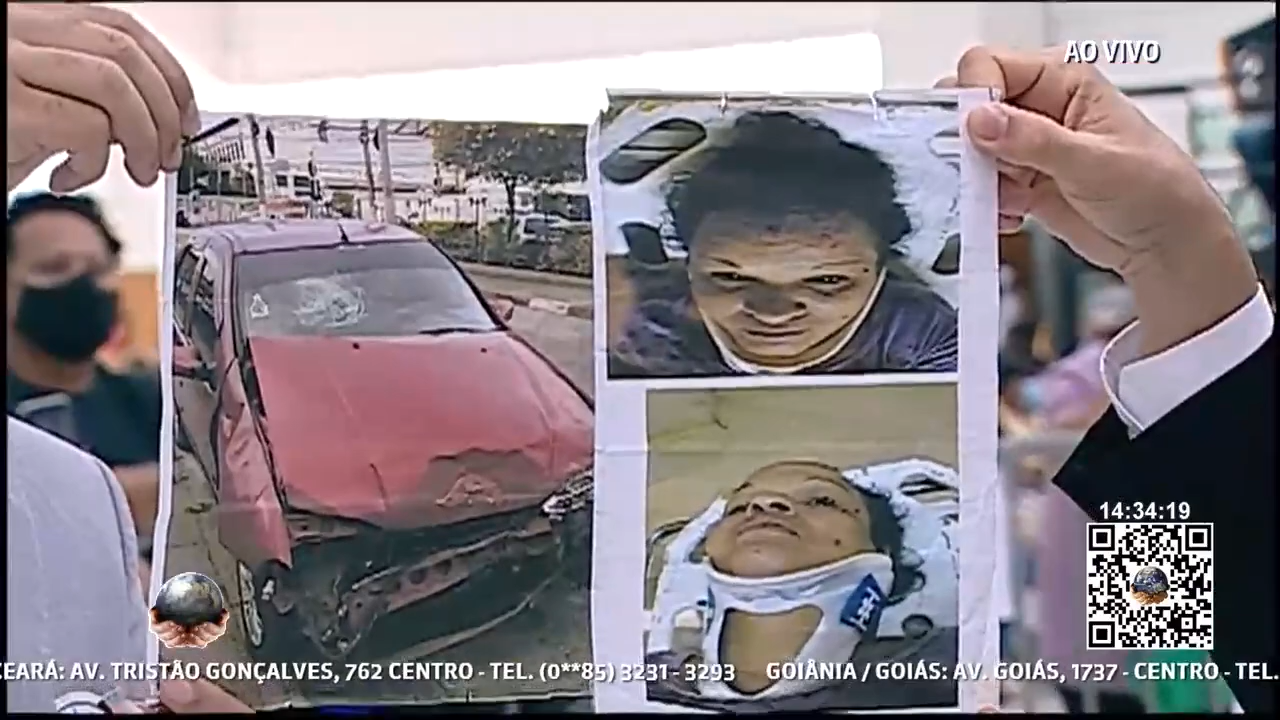 AO VIVO
14:34:19
CEARÁ: AV. TRISTÃO GONÇALVES, 762 CENTRO - TEL. (0**85) 3231 - 3293 GOIÂNIA / GOIÁS: AV. GOIÁS, 1737 - CENTRO - TEL.